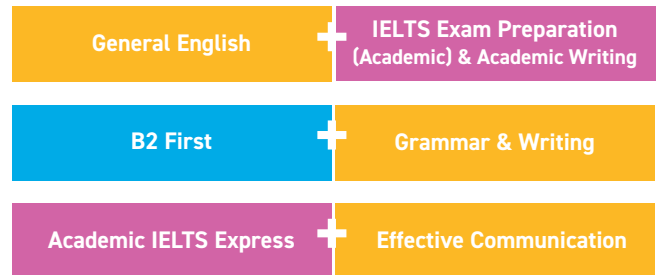 General English
+
IELTS Exam Preparation
(Academic) & Academic Writing
B2 First
+
Grammar & Writing
Academic IELTS Express
+
Effective Communication